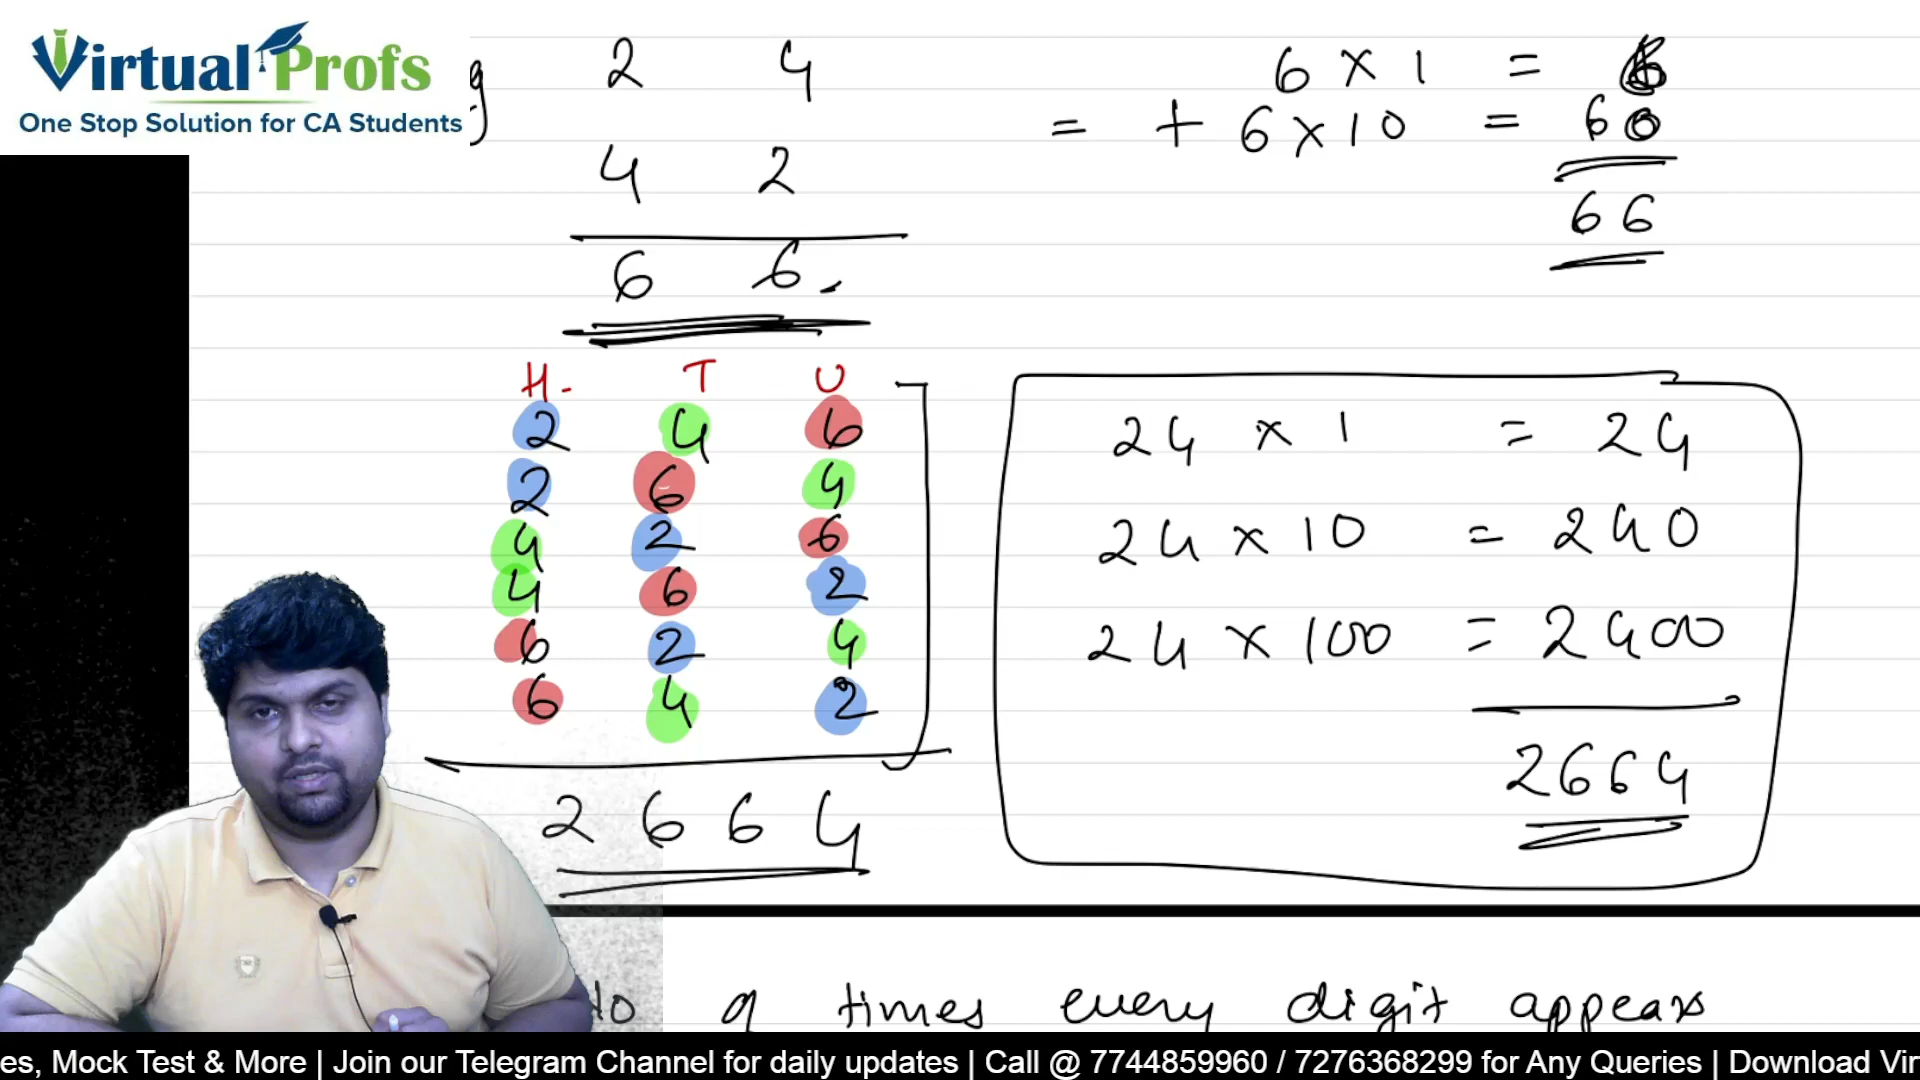 Virtual Profs
One Stop Solution for CA Students
2 4
4 2
6 6.
6 × 1 = 6
= + 6 × 10 = 60
66
H. T U
2 4 6
2 6 4
4 2 6
4 6 2
6 2 4
6 4 2
2 6 6 4
24 × 1 = 24
24 × 10 = 240
24 × 100 = 2400
2664
No of times every digit appears
es, Mock Test & More | Join our Telegram Channel for daily updates | Call @ 7744859960 / 7276368299 for Any Queries | Download Vir